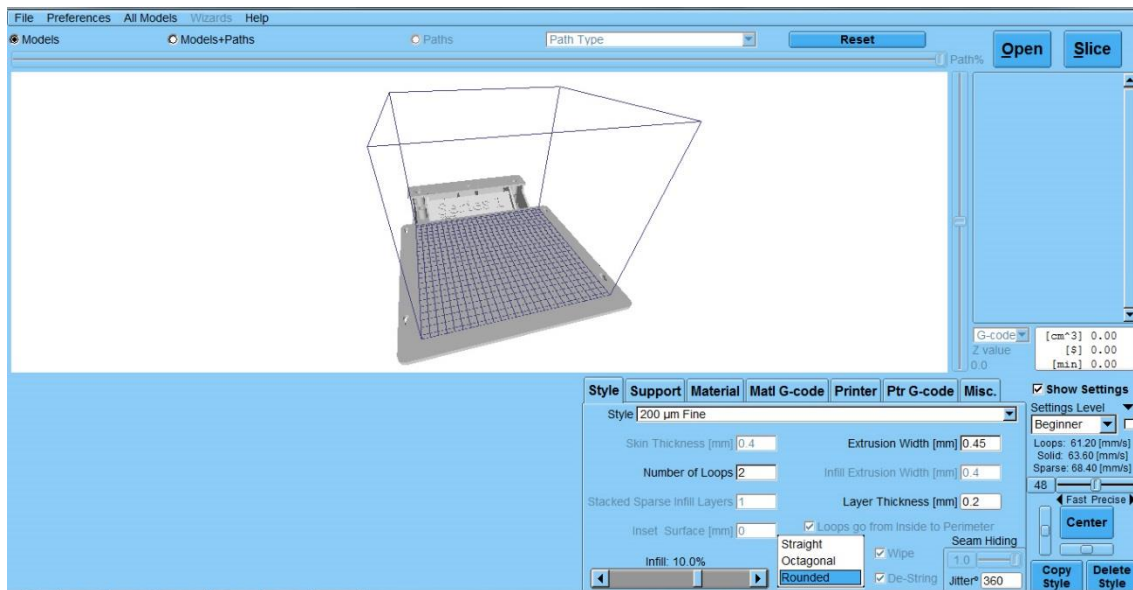 File Preferences All Models Wizards Help
Models Models+Paths Paths Path Type Reset
Open Slice
Path%
Series 1
G-code [cm^3] 0.00
Z value [$] 0.00
0.0 [min] 0.00
Style Support Material Matl G-code Printer Ptr G-code Misc.
Show Settings
Style 200 µm Fine
Settings Level
Beginner
Skin Thickness [mm] 0.4 Extrusion Width [mm] 0.45
Loops: 61.20 [mm/s]
Solid: 63.60 [mm/s]
Sparse: 68.40 [mm/s]
Number of Loops 2 Infill Extrusion Width [mm] 0.4
48
Stacked Sparse Infill Layers 1 Layer Thickness [mm] 0.2
Fast Precise
Inset Surface [mm] 0 Loops go from Inside to Perimeter
Center
Straight
Octagonal
Rounded
Wipe
De-String
Seam Hiding
1.0
Jitterº 360
Infill: 10.0%
Copy Style
Delete Style